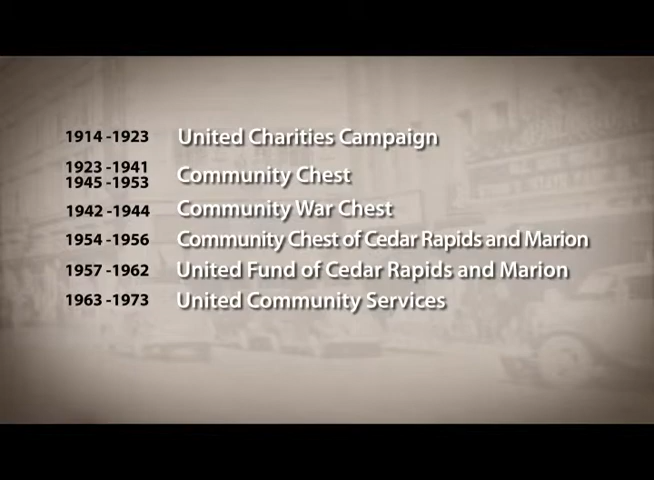 1914 -1923 United Charities Campaign
1923 -1941
1945 -1953 Community Chest
1942 -1944 Community War Chest
1954 -1956 Community Chest of Cedar Rapids and Marion
1957 -1962 United Fund of Cedar Rapids and Marion
1963 -1973 United Community Services